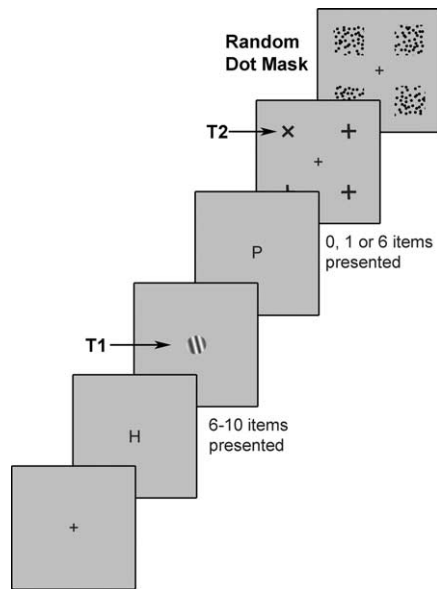 Random
Dot Mask
T2
P
0, 1 or 6 items
presented
T1
H
6-10 items
presented